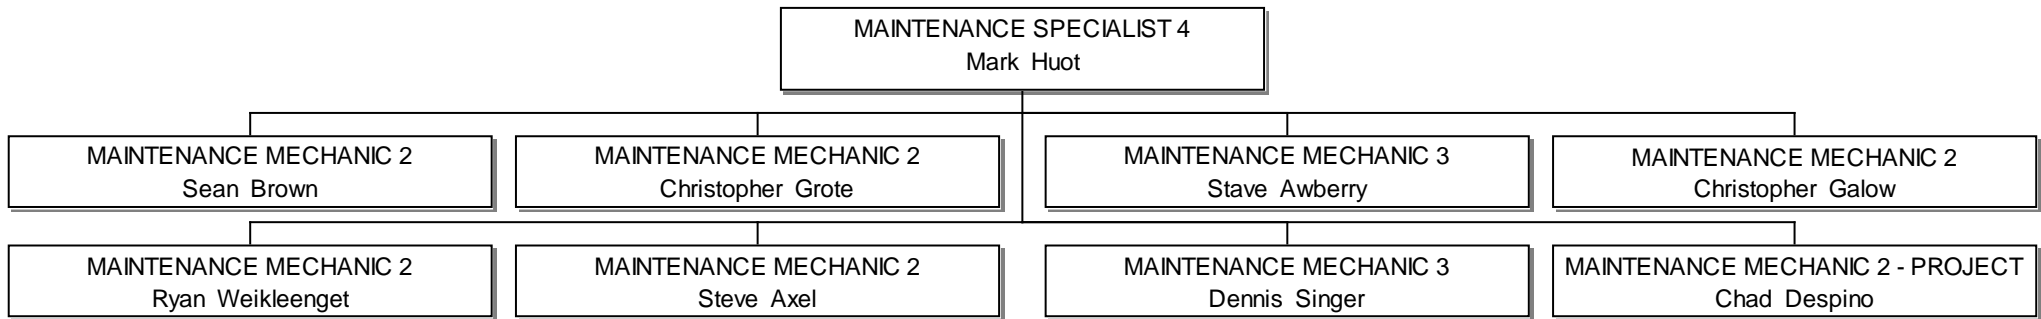 MAINTENANCE SPECIALIST 4
Mark Huot
MAINTENANCE MECHANIC 2
Sean Brown
MAINTENANCE MECHANIC 2
Christopher Grote
MAINTENANCE MECHANIC 3
Stave Awberry
MAINTENANCE MECHANIC 2
Christopher Galow
MAINTENANCE MECHANIC 2
Ryan Weikleenget
MAINTENANCE MECHANIC 2
Steve Axel
MAINTENANCE MECHANIC 3
Dennis Singer
MAINTENANCE MECHANIC 2 - PROJECT
Chad Despino